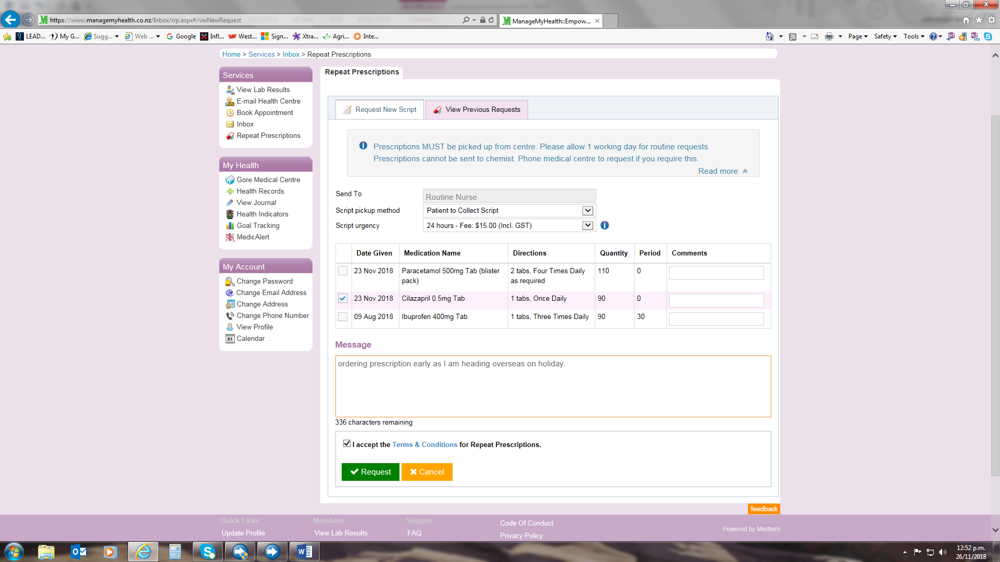 https://www.managemyhealth.co.nz/Inbox/rrp.aspx#/vwNewRequest
ManageMyHealth::Empow...
LEAD... My G... Sugg... Web ... Google Infl... West... Sign... Xtra... Agri... Inte...
Page Safety Tools
Home > Services > Inbox > Repeat Prescriptions
Services
View Lab Results
E-mail Health Centre
Book Appointment
Inbox
Repeat Prescriptions
My Health
Gore Medical Centre
Health Records
View Journal
Health Indicators
Goal Tracking
MedicAlert
My Account
Change Password
Change Email Address
Change Address
Change Phone Number
View Profile
Calendar
Repeat Prescriptions
Request New Script View Previous Requests
Prescriptions MUST be picked up from centre. Please allow 1 working day for routine requests.
Prescriptions cannot be sent to chemist. Phone medical centre to request if you require this.
Read more
Send To Routine Nurse
Script pickup method Patient to Collect Script
Script urgency 24 hours - Fee: $15.00 (Incl. GST)
Date Given Medication Name Directions Quantity Period Comments
23 Nov 2018 Paracetamol 500mg Tab (blister 2 tabs, Four Times Daily 110 0
pack) as required
23 Nov 2018 Cilazapril 0.5mg Tab 1 tabs, Once Daily 90 0
09 Aug 2018 Ibuprofen 400mg Tab 1 tabs, Three Times Daily 90 30
Message
ordering prescription early as I am heading overseas on holiday.
336 characters remaining
I accept the Terms & Conditions for Repeat Prescriptions.
Request Cancel
feedback
Quick Links Members Support Code Of Conduct
Update Profile View Lab Results FAQ Privacy Policy
Powered by Medtech
12:52 p.m.
26/11/2018